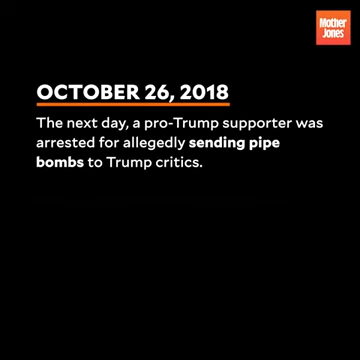 Mother
Jones
OCTOBER 26, 2018
The next day, a pro-Trump supporter was
arrested for allegedly sending pipe
bombs to Trump critics.